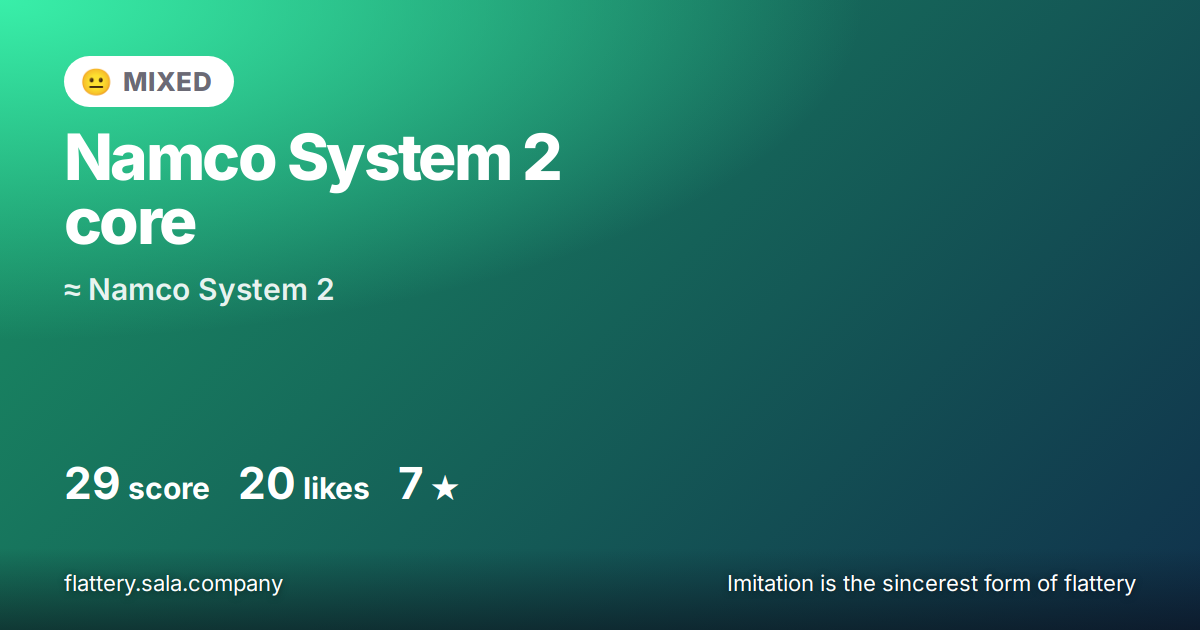 😐 MIXED
Namco System 2
core
≈ Namco System 2
29 score 20 likes 7 ★
flattery.sala.company
Imitation is the sincerest form of flattery